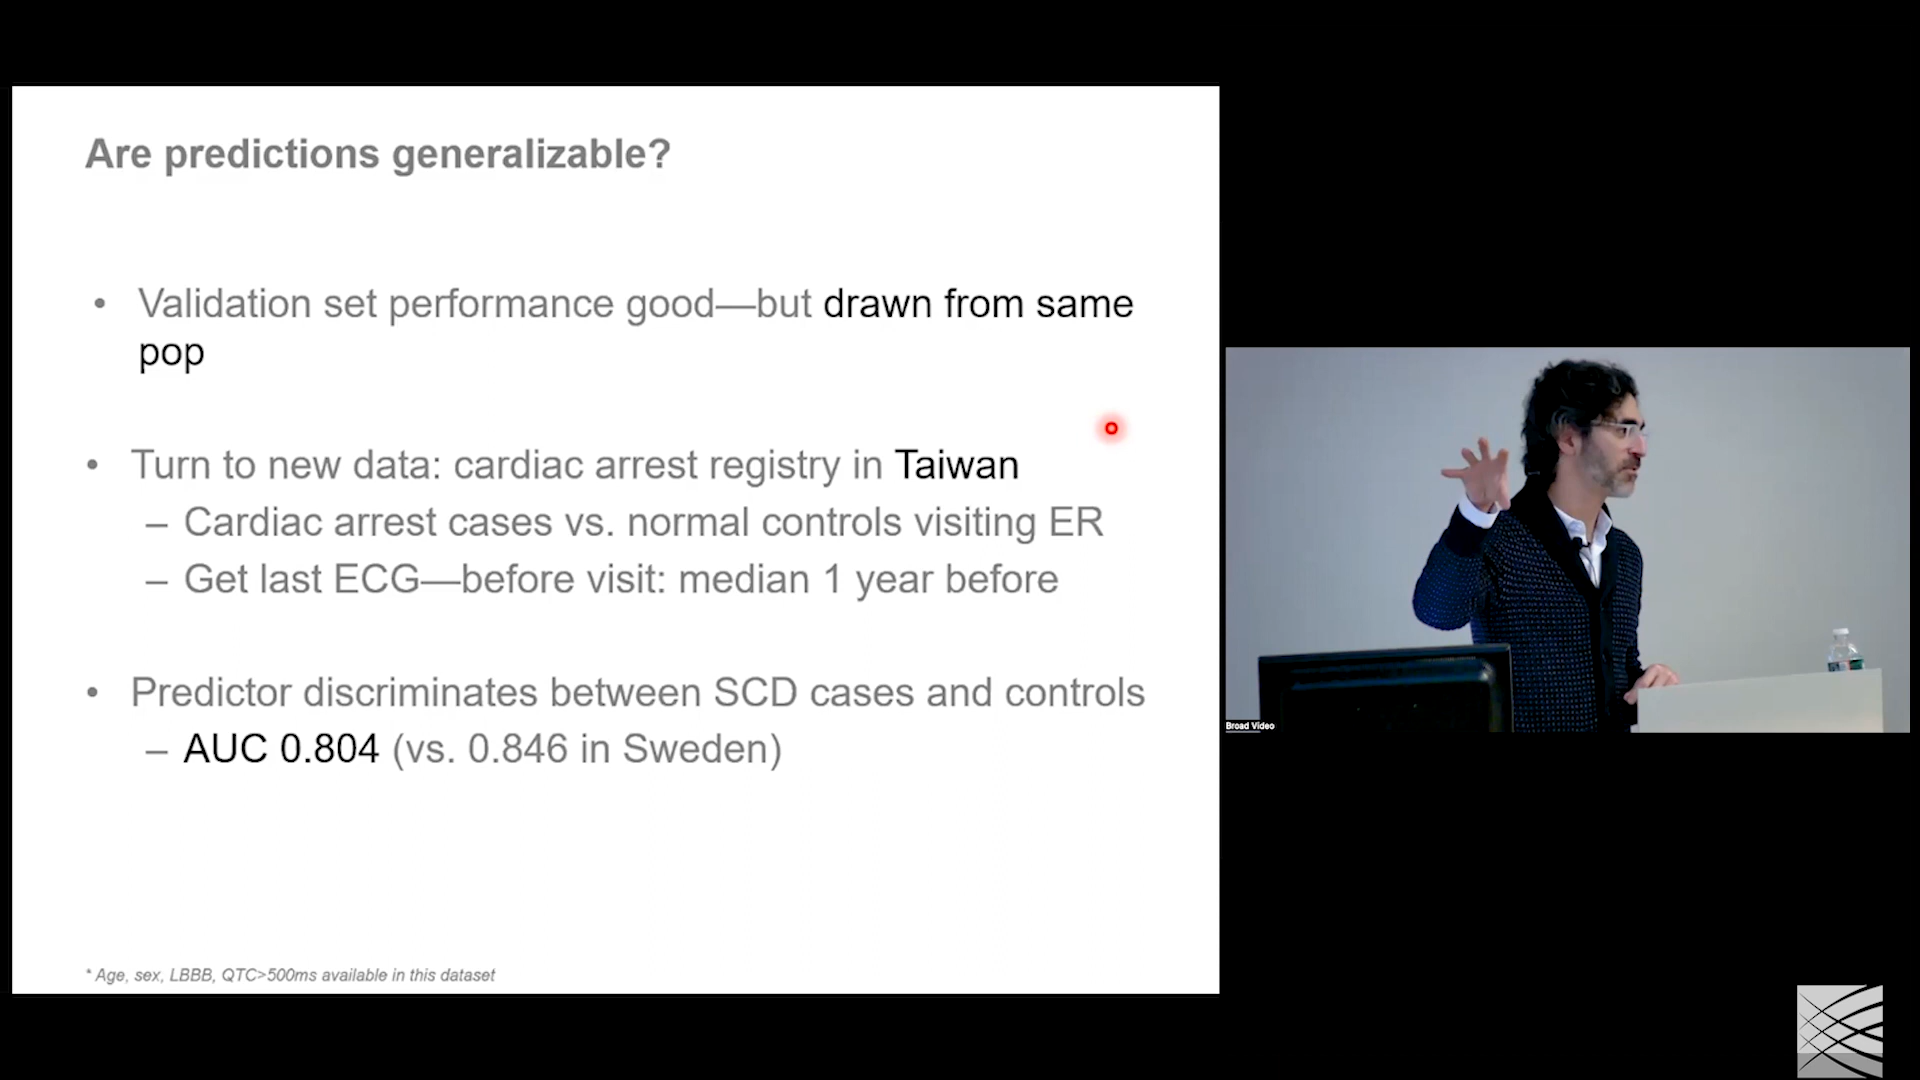 Are predictions generalizable?
• Validation set performance good—but drawn from same
pop
• Turn to new data: cardiac arrest registry in Taiwan
– Cardiac arrest cases vs. normal controls visiting ER
– Get last ECG—before visit: median 1 year before
• Predictor discriminates between SCD cases and controls
– AUC 0.804 (vs. 0.846 in Sweden)
* Age, sex, LBBB, QTC>500ms available in this dataset
Broad Video